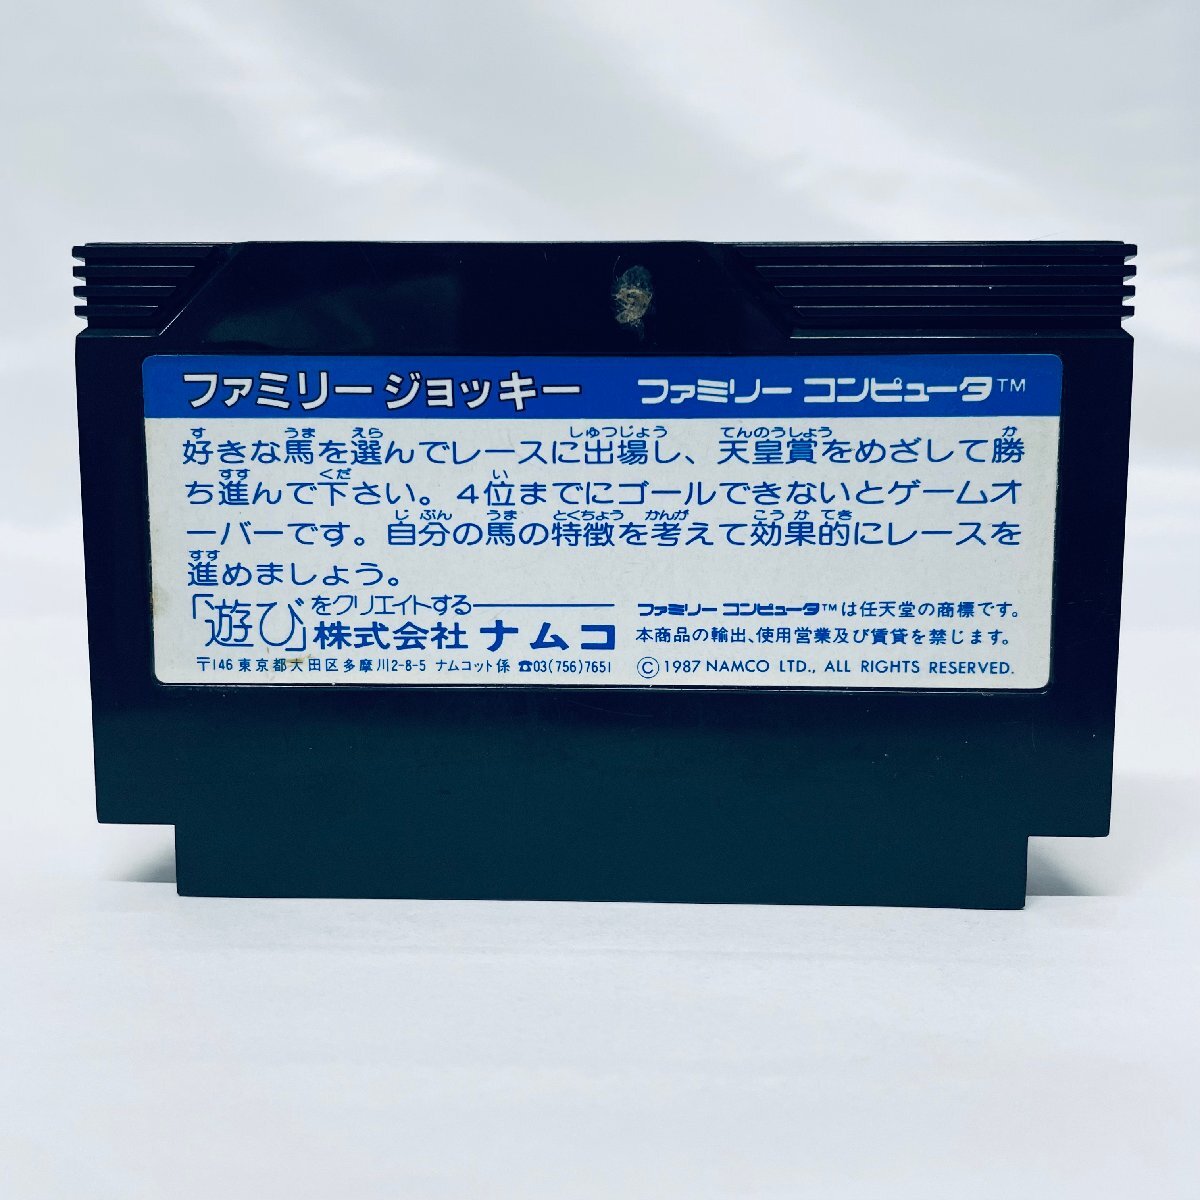 ファミリー ジョッキー
ファミリー コンピュータ™
す うま えら しゅつじょう てんのうしょう か
好きな馬を選んでレースに出場し、天皇賞をめざして勝
すす くだ い
ち進んで下さい。4位までにゴールできないとゲームオ
じ ぶん うま とくちょう かんが こう か てき
ーバーです。自分の馬の特徴を考えて効果的にレースを
すす
進めましょう。
「遊び」をクリエイトする
株式会社 ナムコ
〒146 東京都大田区多摩川2-8-5 ナムコット係 ☎03(756)7651
ファミリー コンピュータ™は任天堂の商標です。
本商品の輸出、使用営業及び賃貸を禁じます。
©1987 NAMCO LTD., ALL RIGHTS RESERVED.